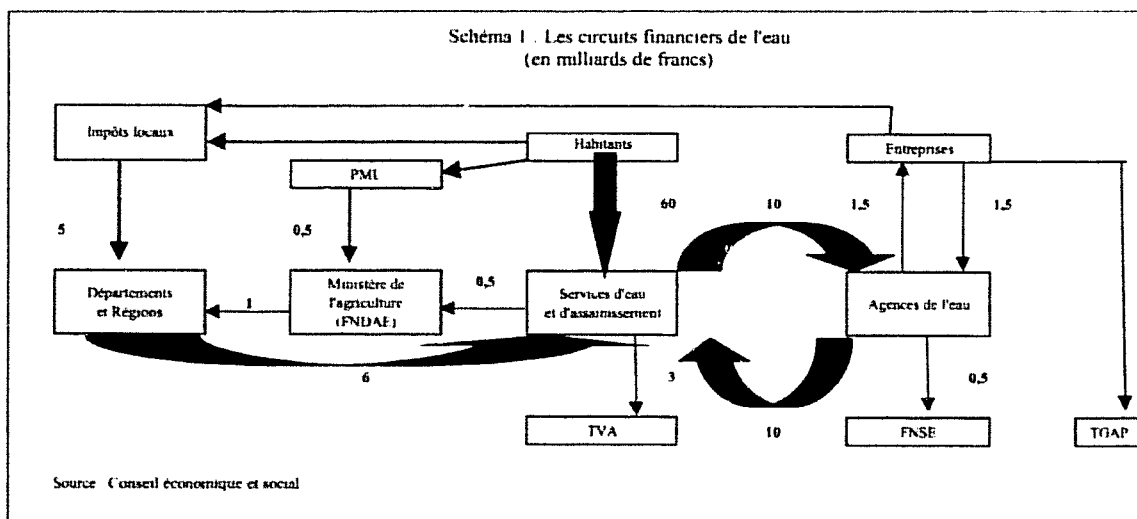 Schéma 1 . Les circuits financiers de l'eau
(en milliards de francs)
Impôts locaux
Habitants
Entreprises
PMU
5
0,5
60
10
1,5
1,5
Départements
et Régions
1
Ministère de
l'agriculture
(FNDAE)
0,5
Services d'eau
et d'assainissement
Agences de l'eau
6
3
10
0,5
TVA
FNSE
TGAP
Source Conseil économique et social